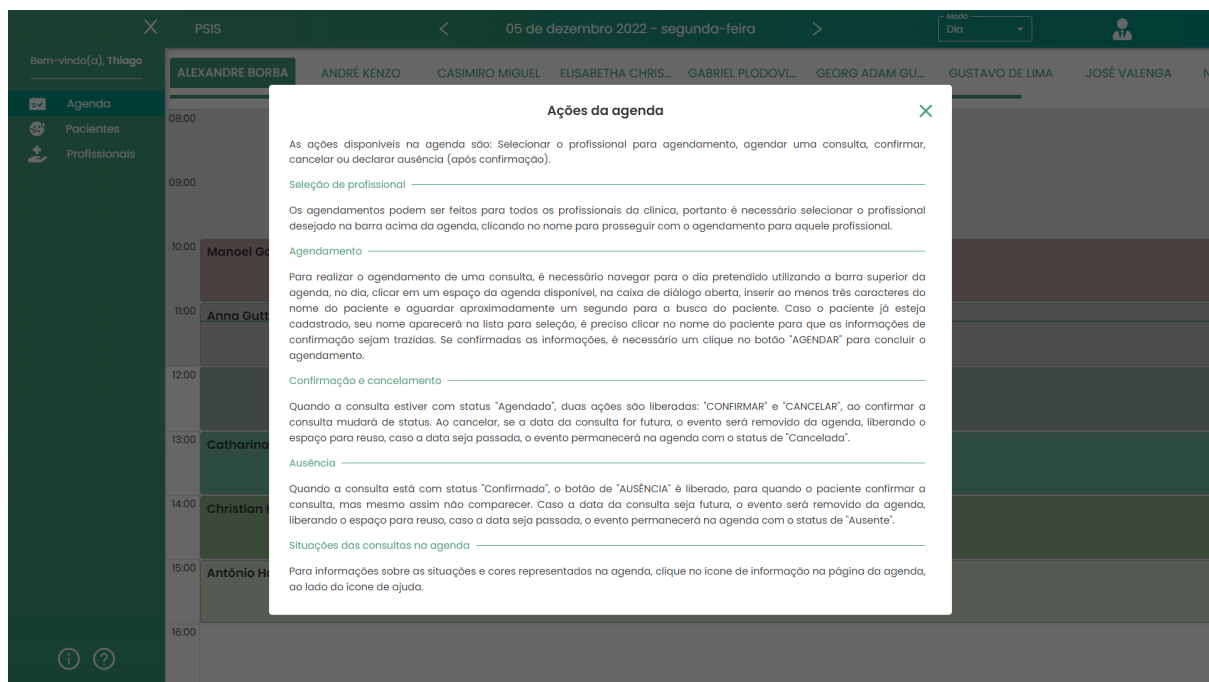 PSIS
05 de dezembro 2022 - segunda-feira
Modo
Dia
Bem-vindo(a), Thiago
Agenda
Pacientes
Profissionais
ALEXANDRE BORBA
ANDRÉ KENZO
CASIMIRO MIGUEL
ELISABETHA CHRIS...
GABRIEL PLODOVI...
GEORG ADAM GU...
GUSTAVO DE LIMA
JOSÉ VALENGA
08:00
09:00
10:00
Manoel Go
11:00
Anna Gutt
12:00
13:00
Catharina
14:00
Christian
15:00
Antônio
16:00
Ações da agenda
As ações disponíveis na agenda são: Selecionar o profissional para agendamento, agendar uma consulta, confirmar,
cancelar ou declarar ausência (após confirmação).
Seleção de profissional
Os agendamentos podem ser feitos para todos os profissionais da clínica, portanto é necessário selecionar o profissional
desejado na barra acima da agenda, clicando no nome para prosseguir com o agendamento para aquele profissional.
Agendamento
Para realizar o agendamento de uma consulta, é necessário navegar para o dia pretendido utilizando a barra superior da
agenda, no dia, clicar em um espaço da agenda disponível, na caixa de diálogo aberta, inserir ao menos três caracteres do
nome do paciente e aguardar aproximadamente um segundo para a busca do paciente. Caso o paciente já esteja
cadastrado, seu nome aparecerá na lista para seleção, é preciso clicar no nome do paciente para que as informações de
confirmação sejam trazidas. Se confirmadas as informações, é necessário um clique no botão "AGENDAR" para concluir o
agendamento.
Confirmação e cancelamento
Quando a consulta estiver com status "Agendada", duas ações são liberadas: "CONFIRMAR" e "CANCELAR", ao confirmar a
consulta mudará de status. Ao cancelar, se a data da consulta for futura, o evento será removido da agenda, liberando o
espaço para reuso, caso a data seja passada, o evento permanecerá na agenda com o status de "Cancelada".
Ausência
Quando a consulta está com status "Confirmada", o botão de "AUSÊNCIA" é liberado, para quando o paciente confirmar a
consulta, mas mesmo assim não comparecer. Caso a data da consulta seja futura, o evento será removido da agenda,
liberando o espaço para reuso, caso a data seja passada, o evento permanecerá na agenda com o status de "Ausente".
Situações das consultas na agenda
Para informações sobre as situações e cores representados na agenda, clique no ícone de informação na página da agenda,
ao lado do ícone de ajuda.